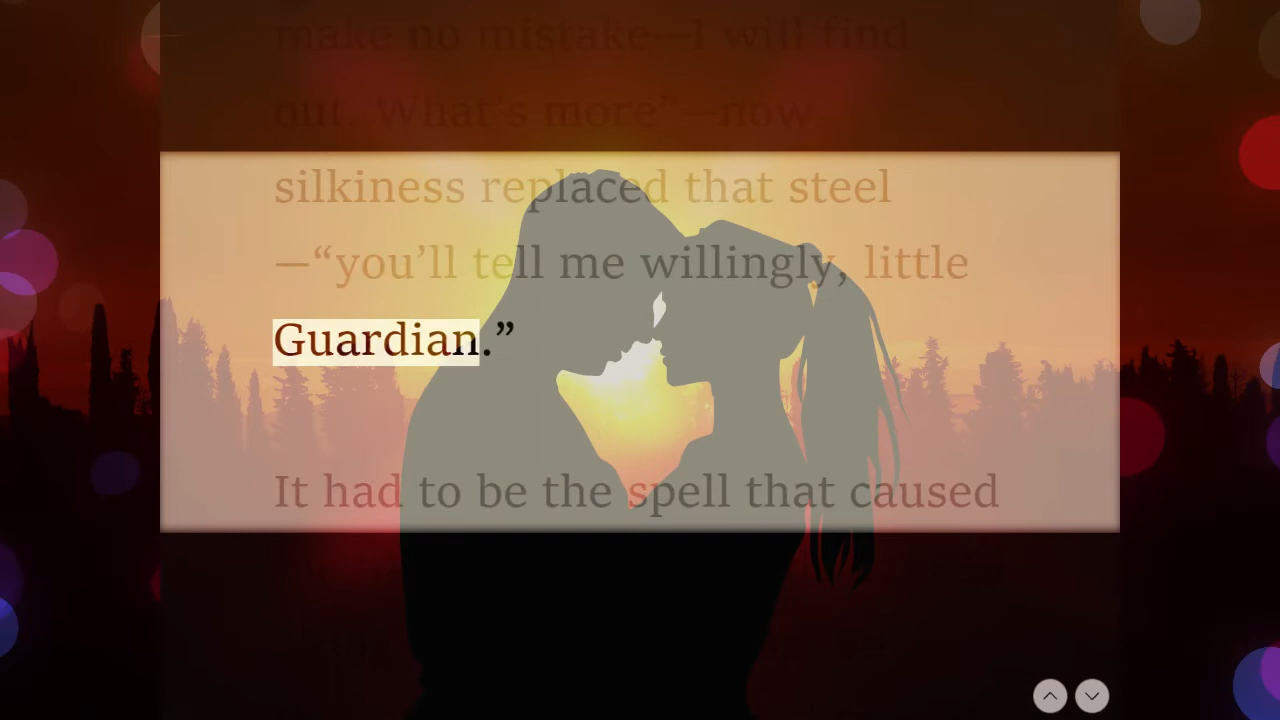 make no mistake—I will find
out. What's more”—now
silkiness replaced that steel
—“you’ll tell me willingly, little
Guardian.”
It had to be the spell that caused